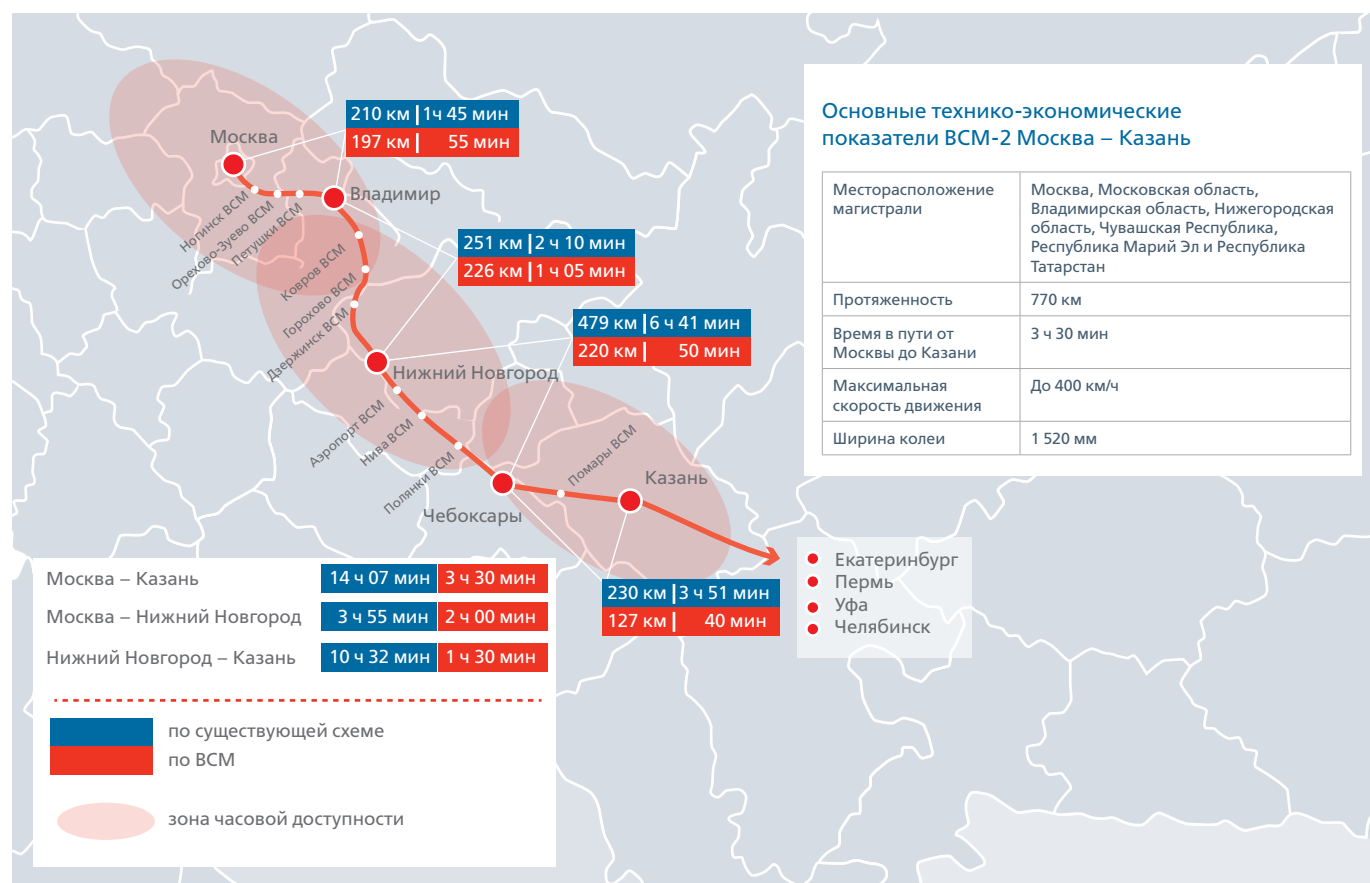 Москва
210 км | 1ч 45 мин
197 км | 55 мин
Владимир
Ногинск ВСМ
Орехово-Зуево ВСМ
Петушки ВСМ
251 км | 2 ч 10 мин
226 км | 1 ч 05 мин
Ковров ВСМ
Горохово ВСМ
Дзержинск ВСМ
479 км | 6 ч 41 мин
220 км | 50 мин
Нижний Новгород
Аэропорт ВСМ
Нива ВСМ
Полянки ВСМ
Помары ВСМ
Казань
Чебоксары
230 км | 3 ч 51 мин
127 км | 40 мин
Екатеринбург
Пермь
Уфа
Челябинск
Основные технико-экономические
показатели ВСМ-2 Москва – Казань
Месторасположение
магистрали
Москва, Московская область,
Владимирская область, Нижегородская
область, Чувашская Республика,
Республика Марий Эл и Республика
Татарстан
Протяженность
770 км
Время в пути от
Москвы до Казани
3 ч 30 мин
Максимальная
скорость движения
До 400 км/ч
Ширина колеи
1 520 мм
Москва – Казань
14 ч 07 мин
3 ч 30 мин
Москва – Нижний Новгород
3 ч 55 мин
2 ч 00 мин
Нижний Новгород – Казань
10 ч 32 мин
1 ч 30 мин
по существующей схеме
по ВСМ
зона часовой доступности